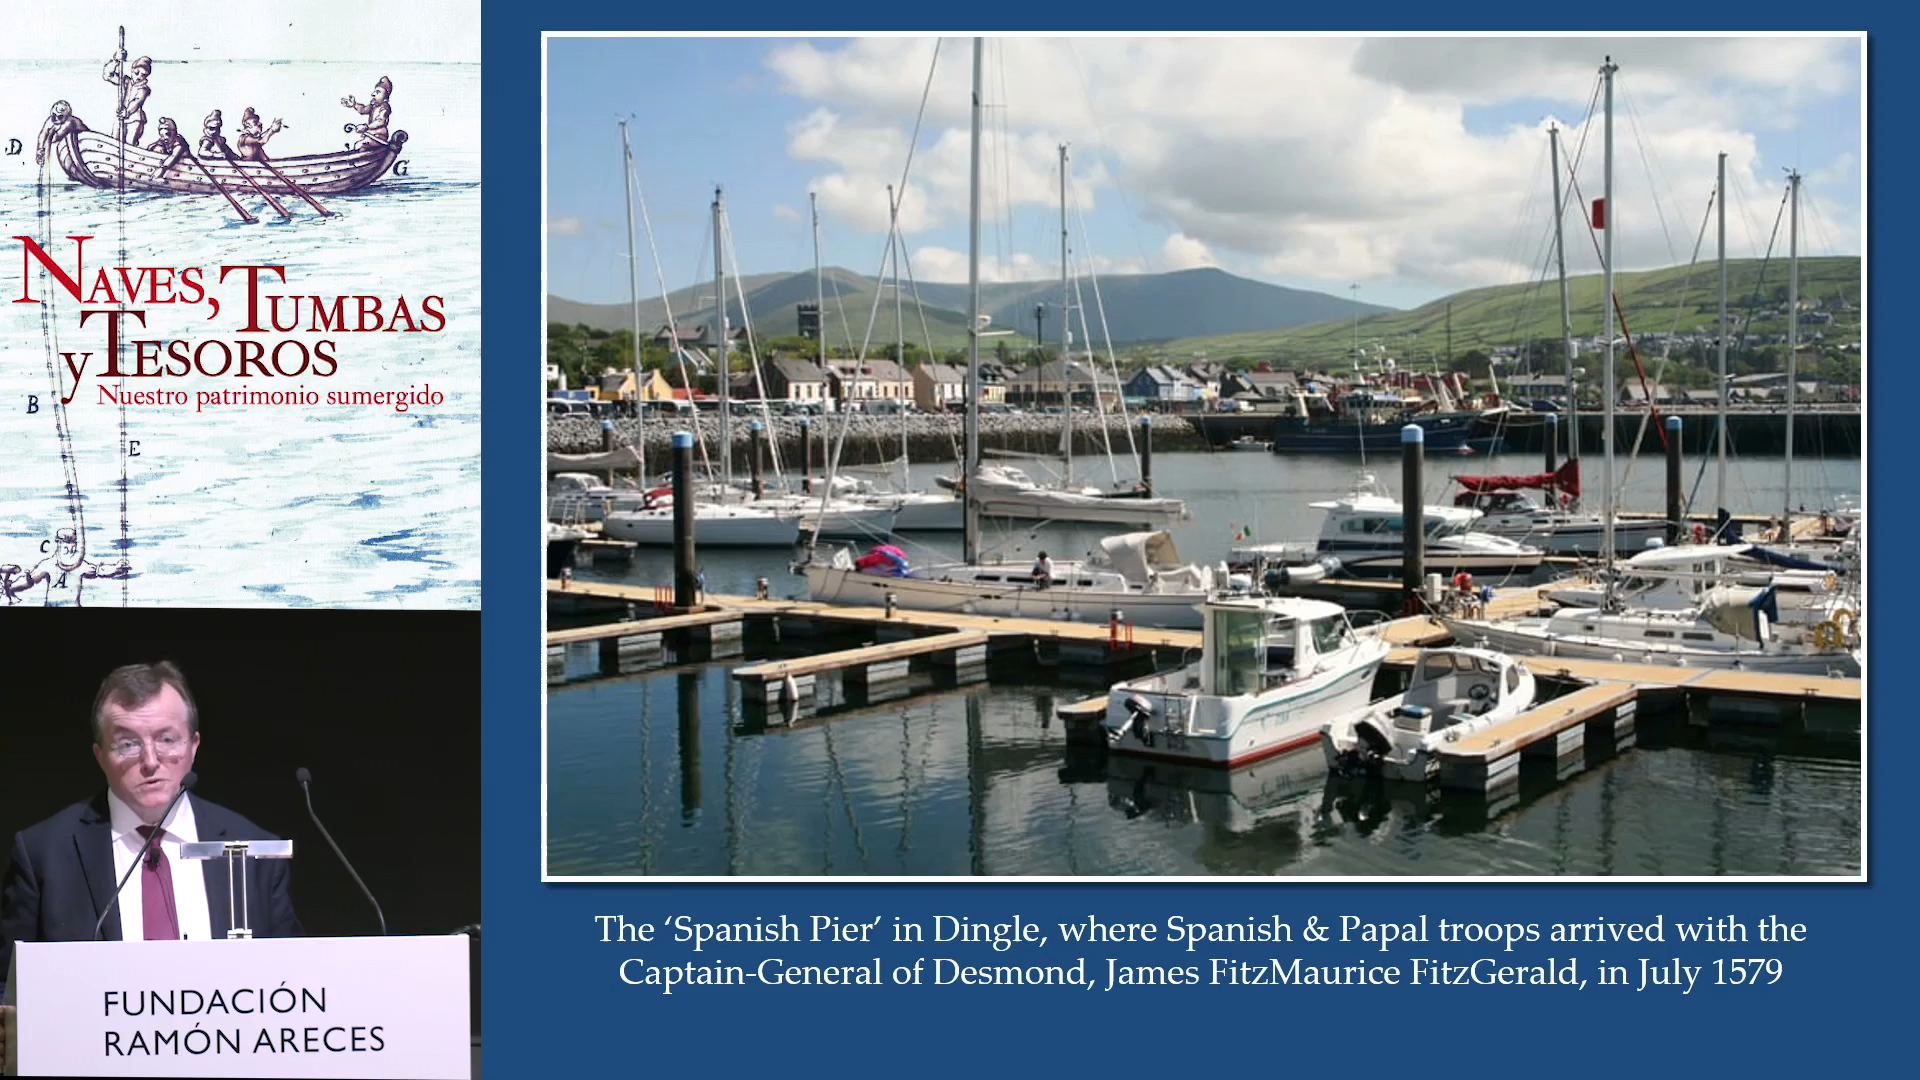 D
G
NAVES, TUMBAS
y TESOROS
Nuestro patrimonio sumergido
B
E
C
A
FUNDACIÓN
RAMÓN ARECES
The ‘Spanish Pier’ in Dingle, where Spanish & Papal troops arrived with the
Captain-General of Desmond, James FitzMaurice FitzGerald, in July 1579